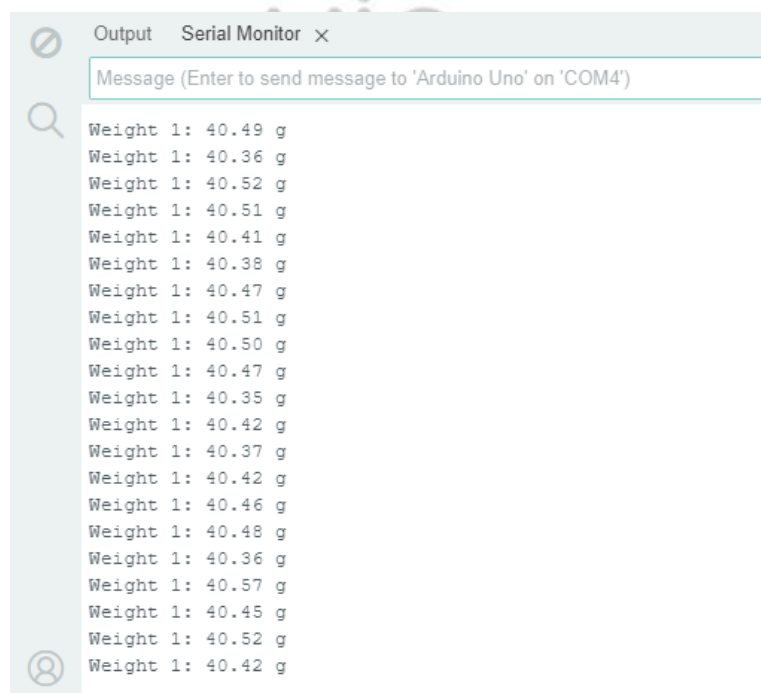 Output Serial Monitor ×
Message (Enter to send message to 'Arduino Uno' on 'COM4')
Weight 1: 40.49 g
Weight 1: 40.36 g
Weight 1: 40.52 g
Weight 1: 40.51 g
Weight 1: 40.41 g
Weight 1: 40.38 g
Weight 1: 40.47 g
Weight 1: 40.51 g
Weight 1: 40.50 g
Weight 1: 40.47 g
Weight 1: 40.35 g
Weight 1: 40.42 g
Weight 1: 40.37 g
Weight 1: 40.42 g
Weight 1: 40.46 g
Weight 1: 40.48 g
Weight 1: 40.36 g
Weight 1: 40.57 g
Weight 1: 40.45 g
Weight 1: 40.52 g
Weight 1: 40.42 g